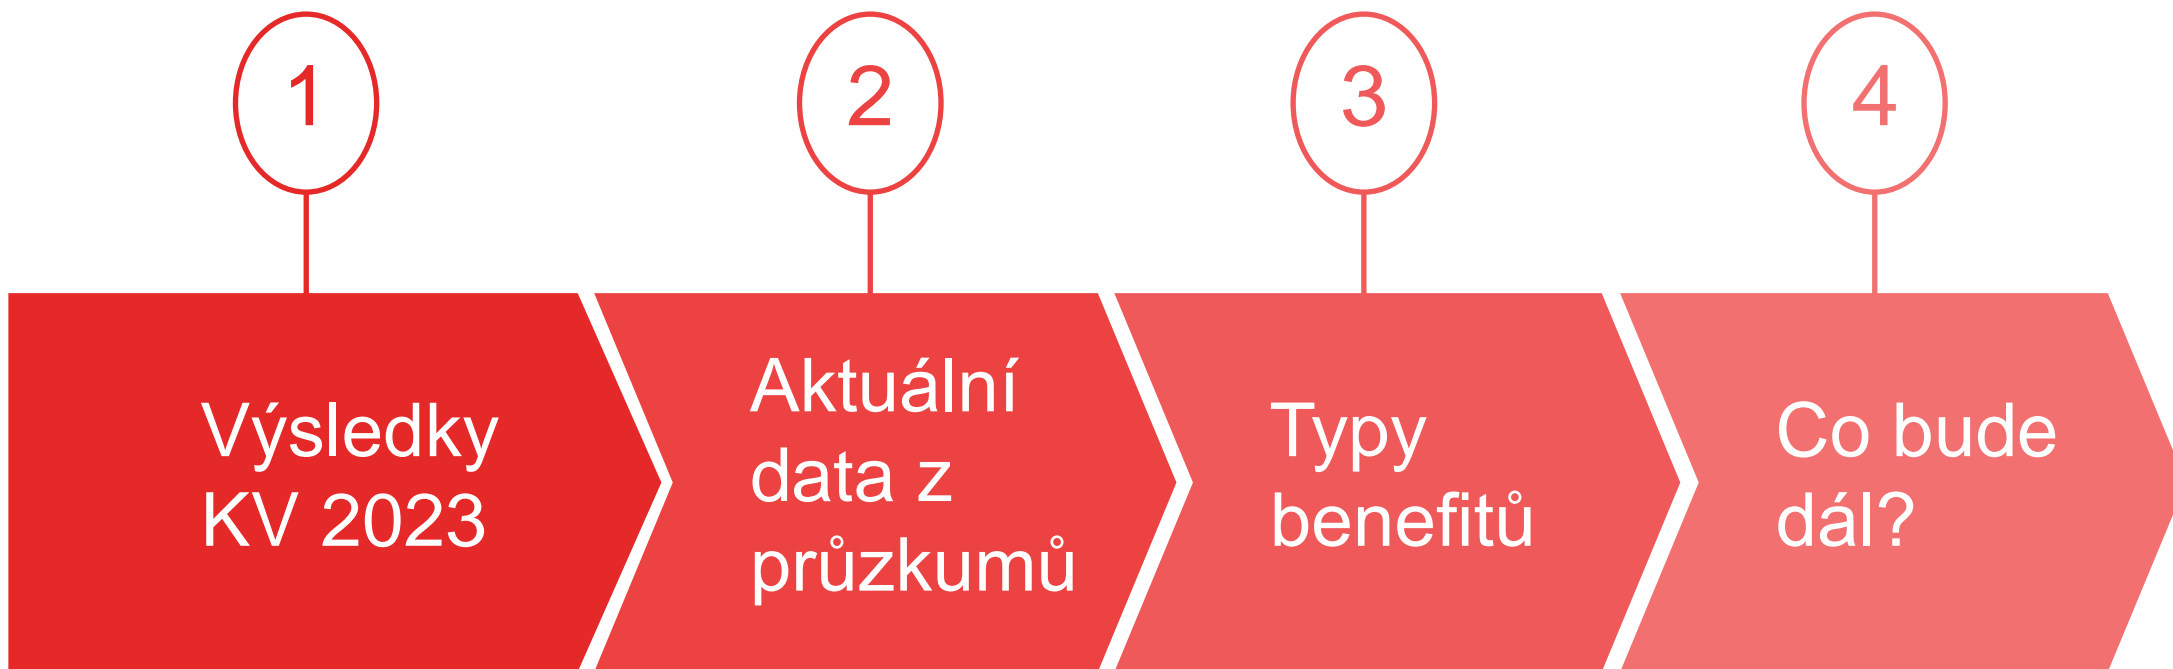 1
2
3
4
Výsledky
KV 2023
Aktuální
data z
průzkumů
Typy
benefitů
Co bude
dál?